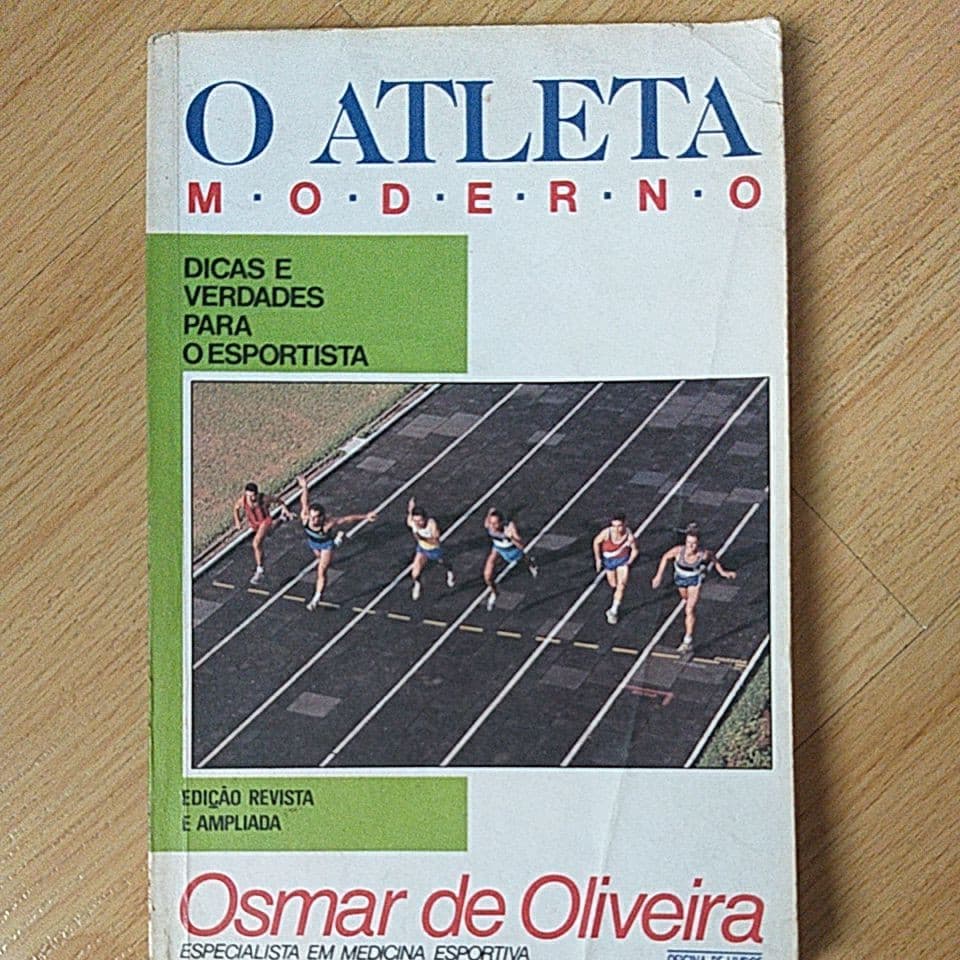 O ATLETA
M·O·D·E·R·N·O
DICAS E
VERDADES
PARA
O ESPORTISTA
EDIÇÃO REVISTA
E AMPLIADA
Osmar de Oliveira
ESPECIALISTA EM MEDICINA ESPORTIVA